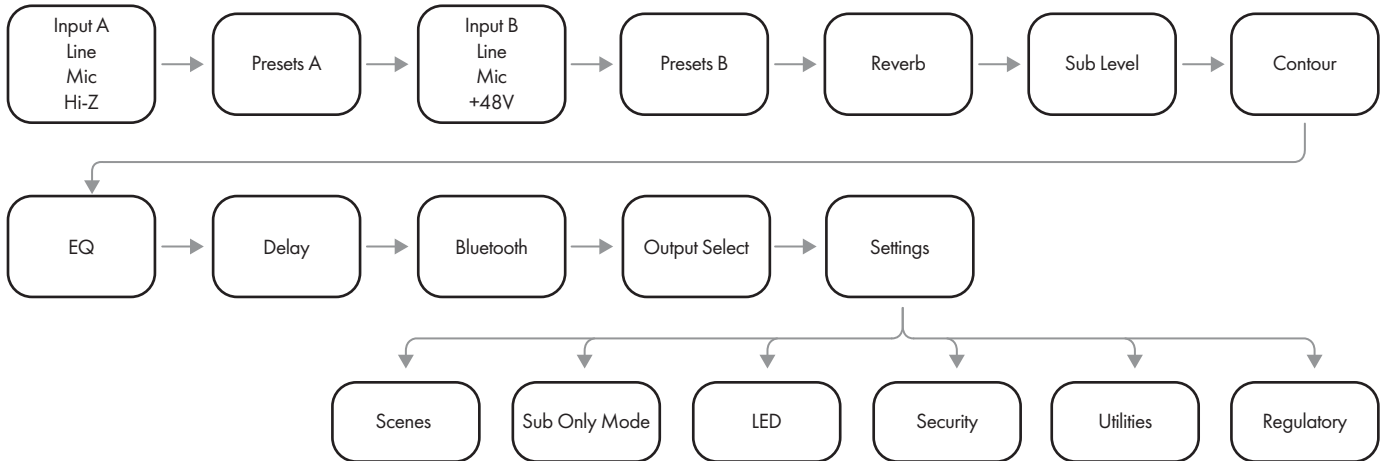 Input A
Line
Mic
Hi-Z
Presets A
Input B
Line
Mic
+48V
Presets B
Reverb
Sub Level
Contour
EQ
Delay
Bluetooth
Output Select
Settings
Scenes
Sub Only Mode
LED
Security
Utilities
Regulatory